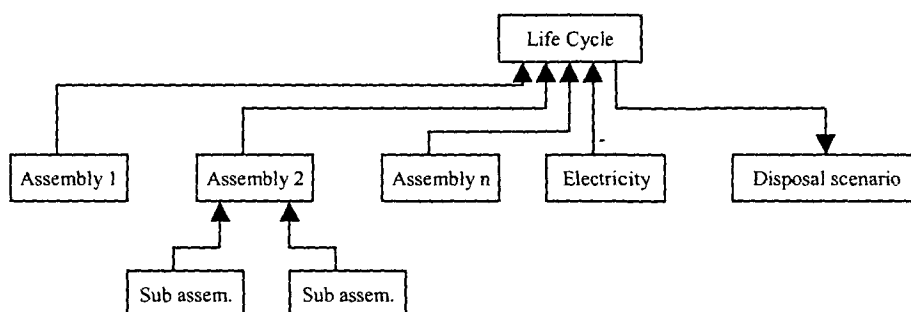 Life Cycle
Assembly 1
Assembly 2
Assembly n
Electricity
Disposal scenario
Sub assem.
Sub assem.